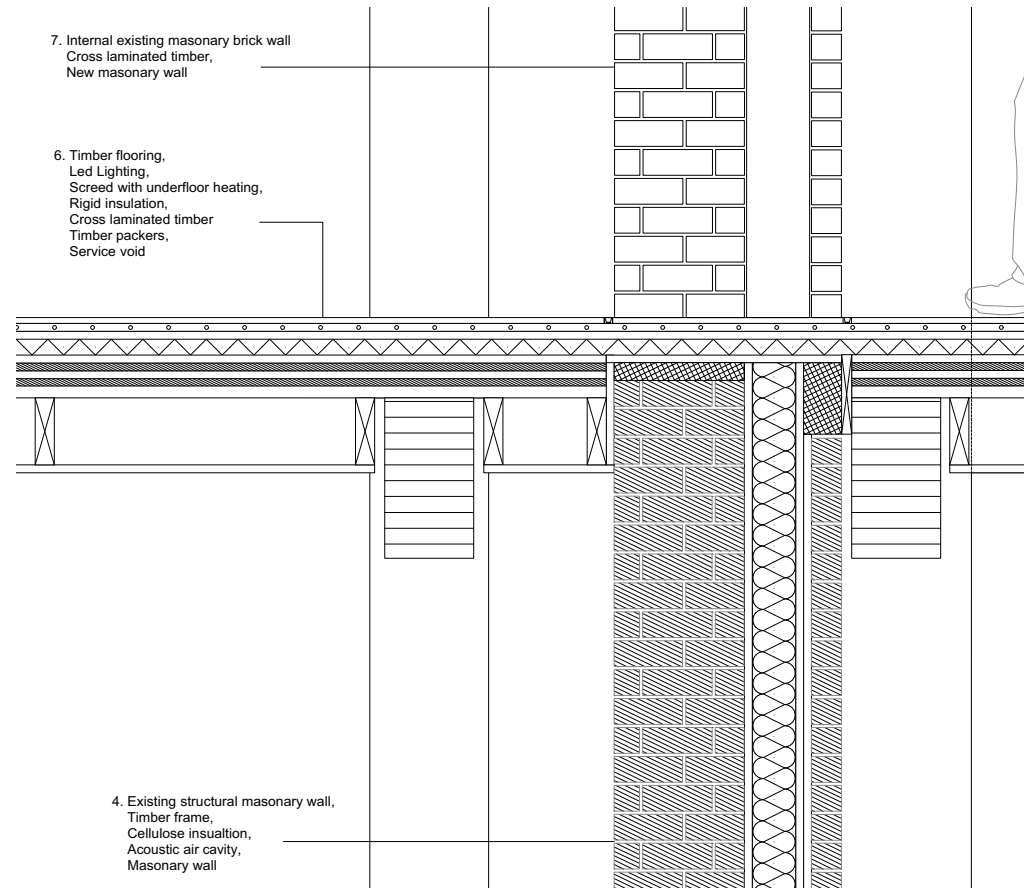 7. Internal existing masonary brick wall
Cross laminated timber,
New masonary wall
6. Timber flooring,
Led Lighting,
Screed with underfloor heating,
Rigid insulation,
Cross laminated timber
Timber packers,
Service void
4. Existing structural masonary wall,
Timber frame,
Cellulose insualtion,
Acoustic air cavity,
Masonary wall